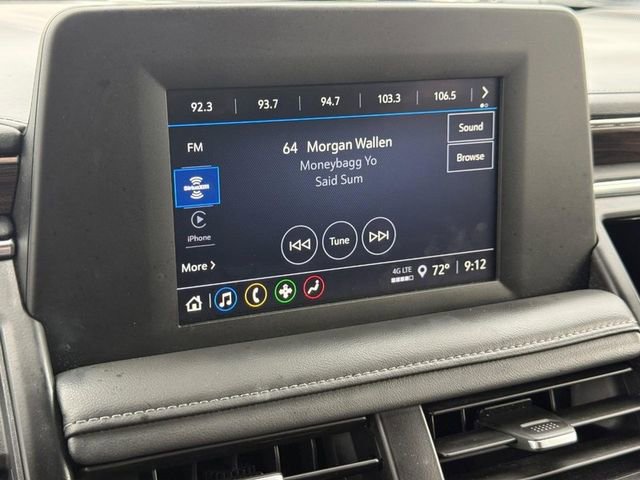 92.3 | 93.7 | 94.7 | 103.3 | 106.5
FM
64 Morgan Wallen
Moneybagg Yo
Said Sum
Sound
Browse
SiriusXM
iPhone
Tune
More
4G LTE
72° | 9:12